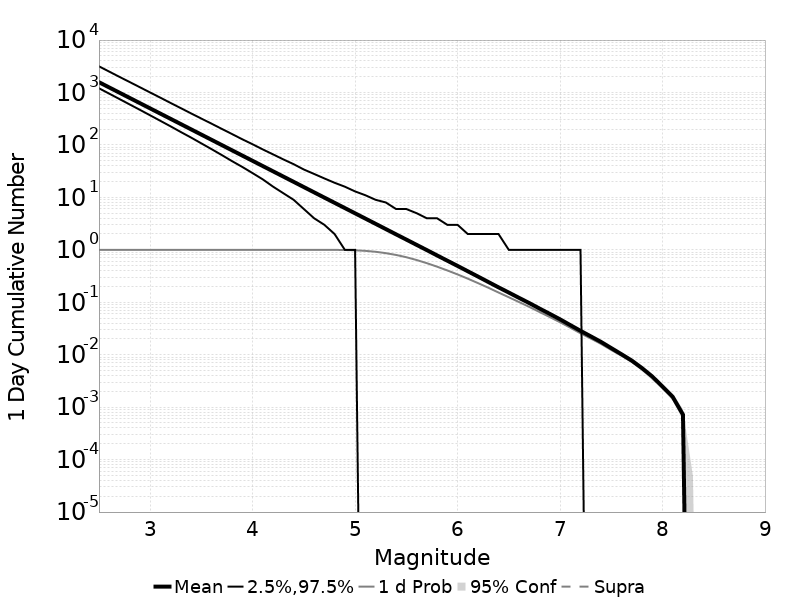 10^4
10^3
10^2
10^1
10^0
10^-1
10^-2
10^-3
10^-4
10^-5
1 Day Cumulative Number
3 4 5 6 7 8 9
Magnitude
Mean 2.5%,97.5% 1 d Prob 95% Conf Supra